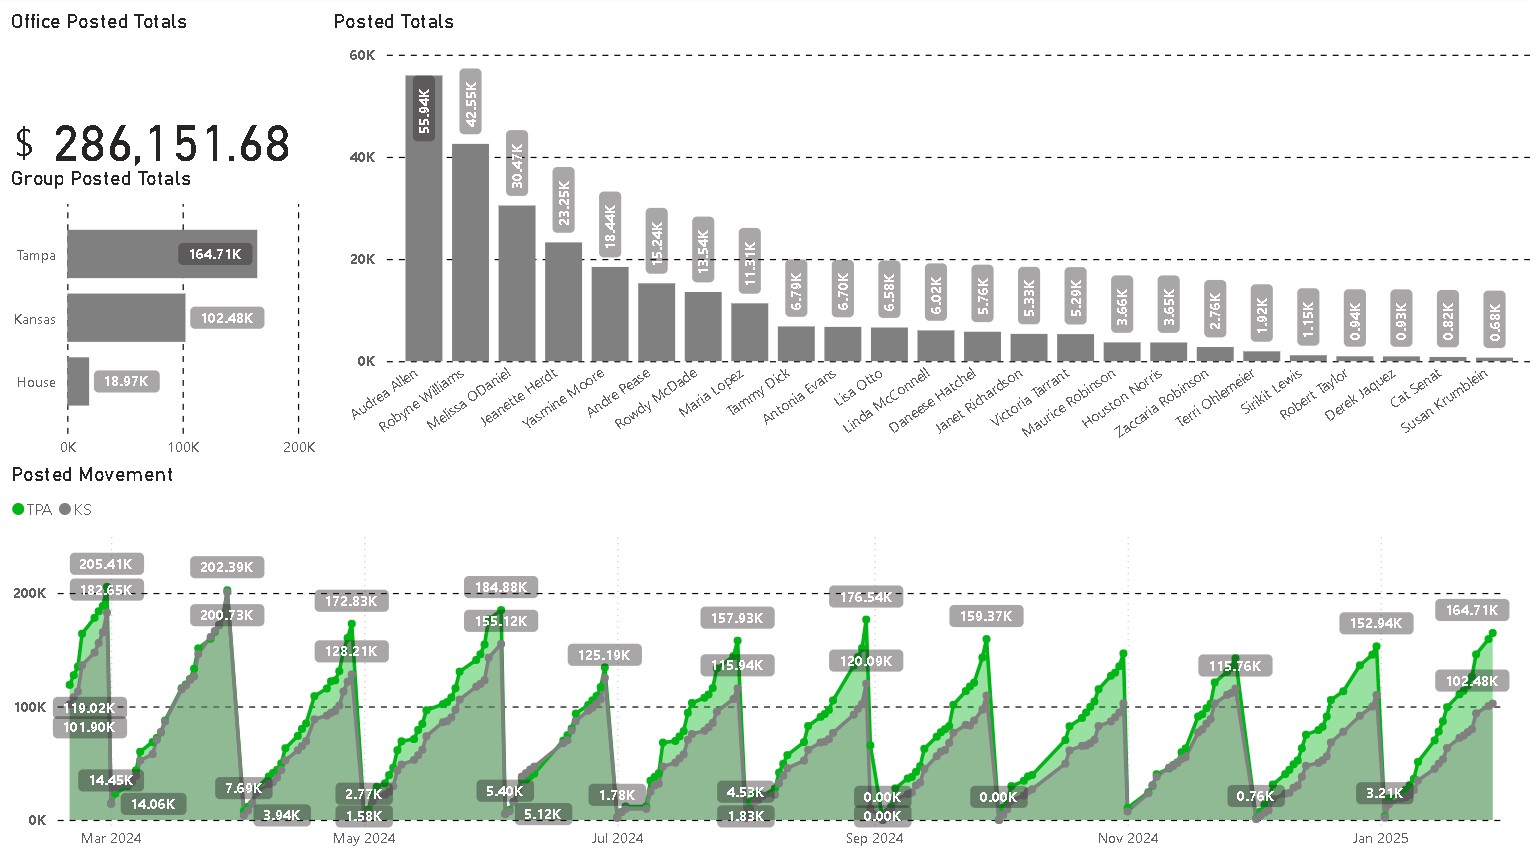 Office Posted Totals
$ 286,151.68
Group Posted Totals
Tampa
164.71K
Kansas
102.48K
House
18.97K
0K
100K
200K
Posted Totals
60K
40K
20K
0K
55.94K
42.55K
30.47K
23.25K
18.44K
15.24K
13.54K
11.31K
6.79K
6.70K
6.58K
6.02K
5.76K
5.33K
5.29K
3.66K
3.65K
2.76K
1.92K
1.15K
0.94K
0.93K
0.82K
0.68K
Audrea Allen
Robyne Williams
Melissa ODaniel
Jeanette Herdt
Yasmine Moore
Andre Pease
Rowdy McDade
Maria Lopez
Tammy Dick
Antonia Evans
Lisa Otto
Linda McConnell
Daneese Hatchel
Janet Richardson
Victoria Tarrant
Maurice Robinson
Houston Norris
Zaccaria Robinson
Terri Ohlemeier
Sirikit Lewis
Robert Taylor
Derek Jaquez
Cat Senat
Susan Krumblein
Posted Movement
TPA
KS
200K
100K
0K
205.41K
182.65K
119.02K
101.90K
14.45K
14.06K
202.39K
200.73K
7.69K
3.94K
172.83K
128.21K
2.77K
1.58K
184.88K
155.12K
5.40K
5.12K
125.19K
1.78K
157.93K
115.94K
4.53K
1.83K
176.54K
120.09K
0.00K
0.00K
159.37K
0.00K
115.76K
0.76K
152.94K
3.21K
164.71K
102.48K
Mar 2024
May 2024
Jul 2024
Sep 2024
Nov 2024
Jan 2025